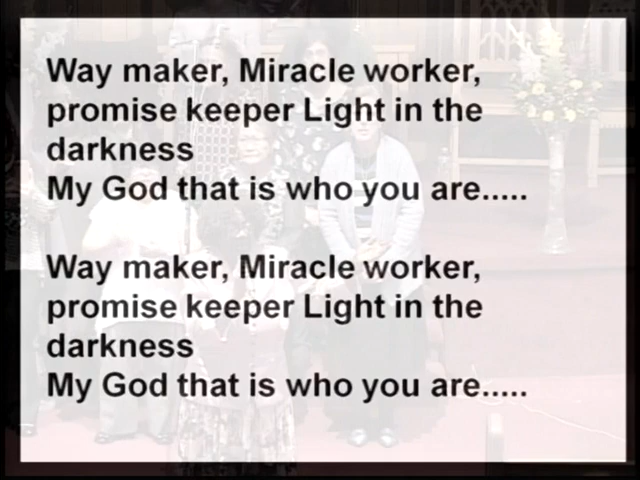 Way maker, Miracle worker,
promise keeper Light in the
darkness
My God that is who you are.....
Way maker, Miracle worker,
promise keeper Light in the
darkness
My God that is who you are.....